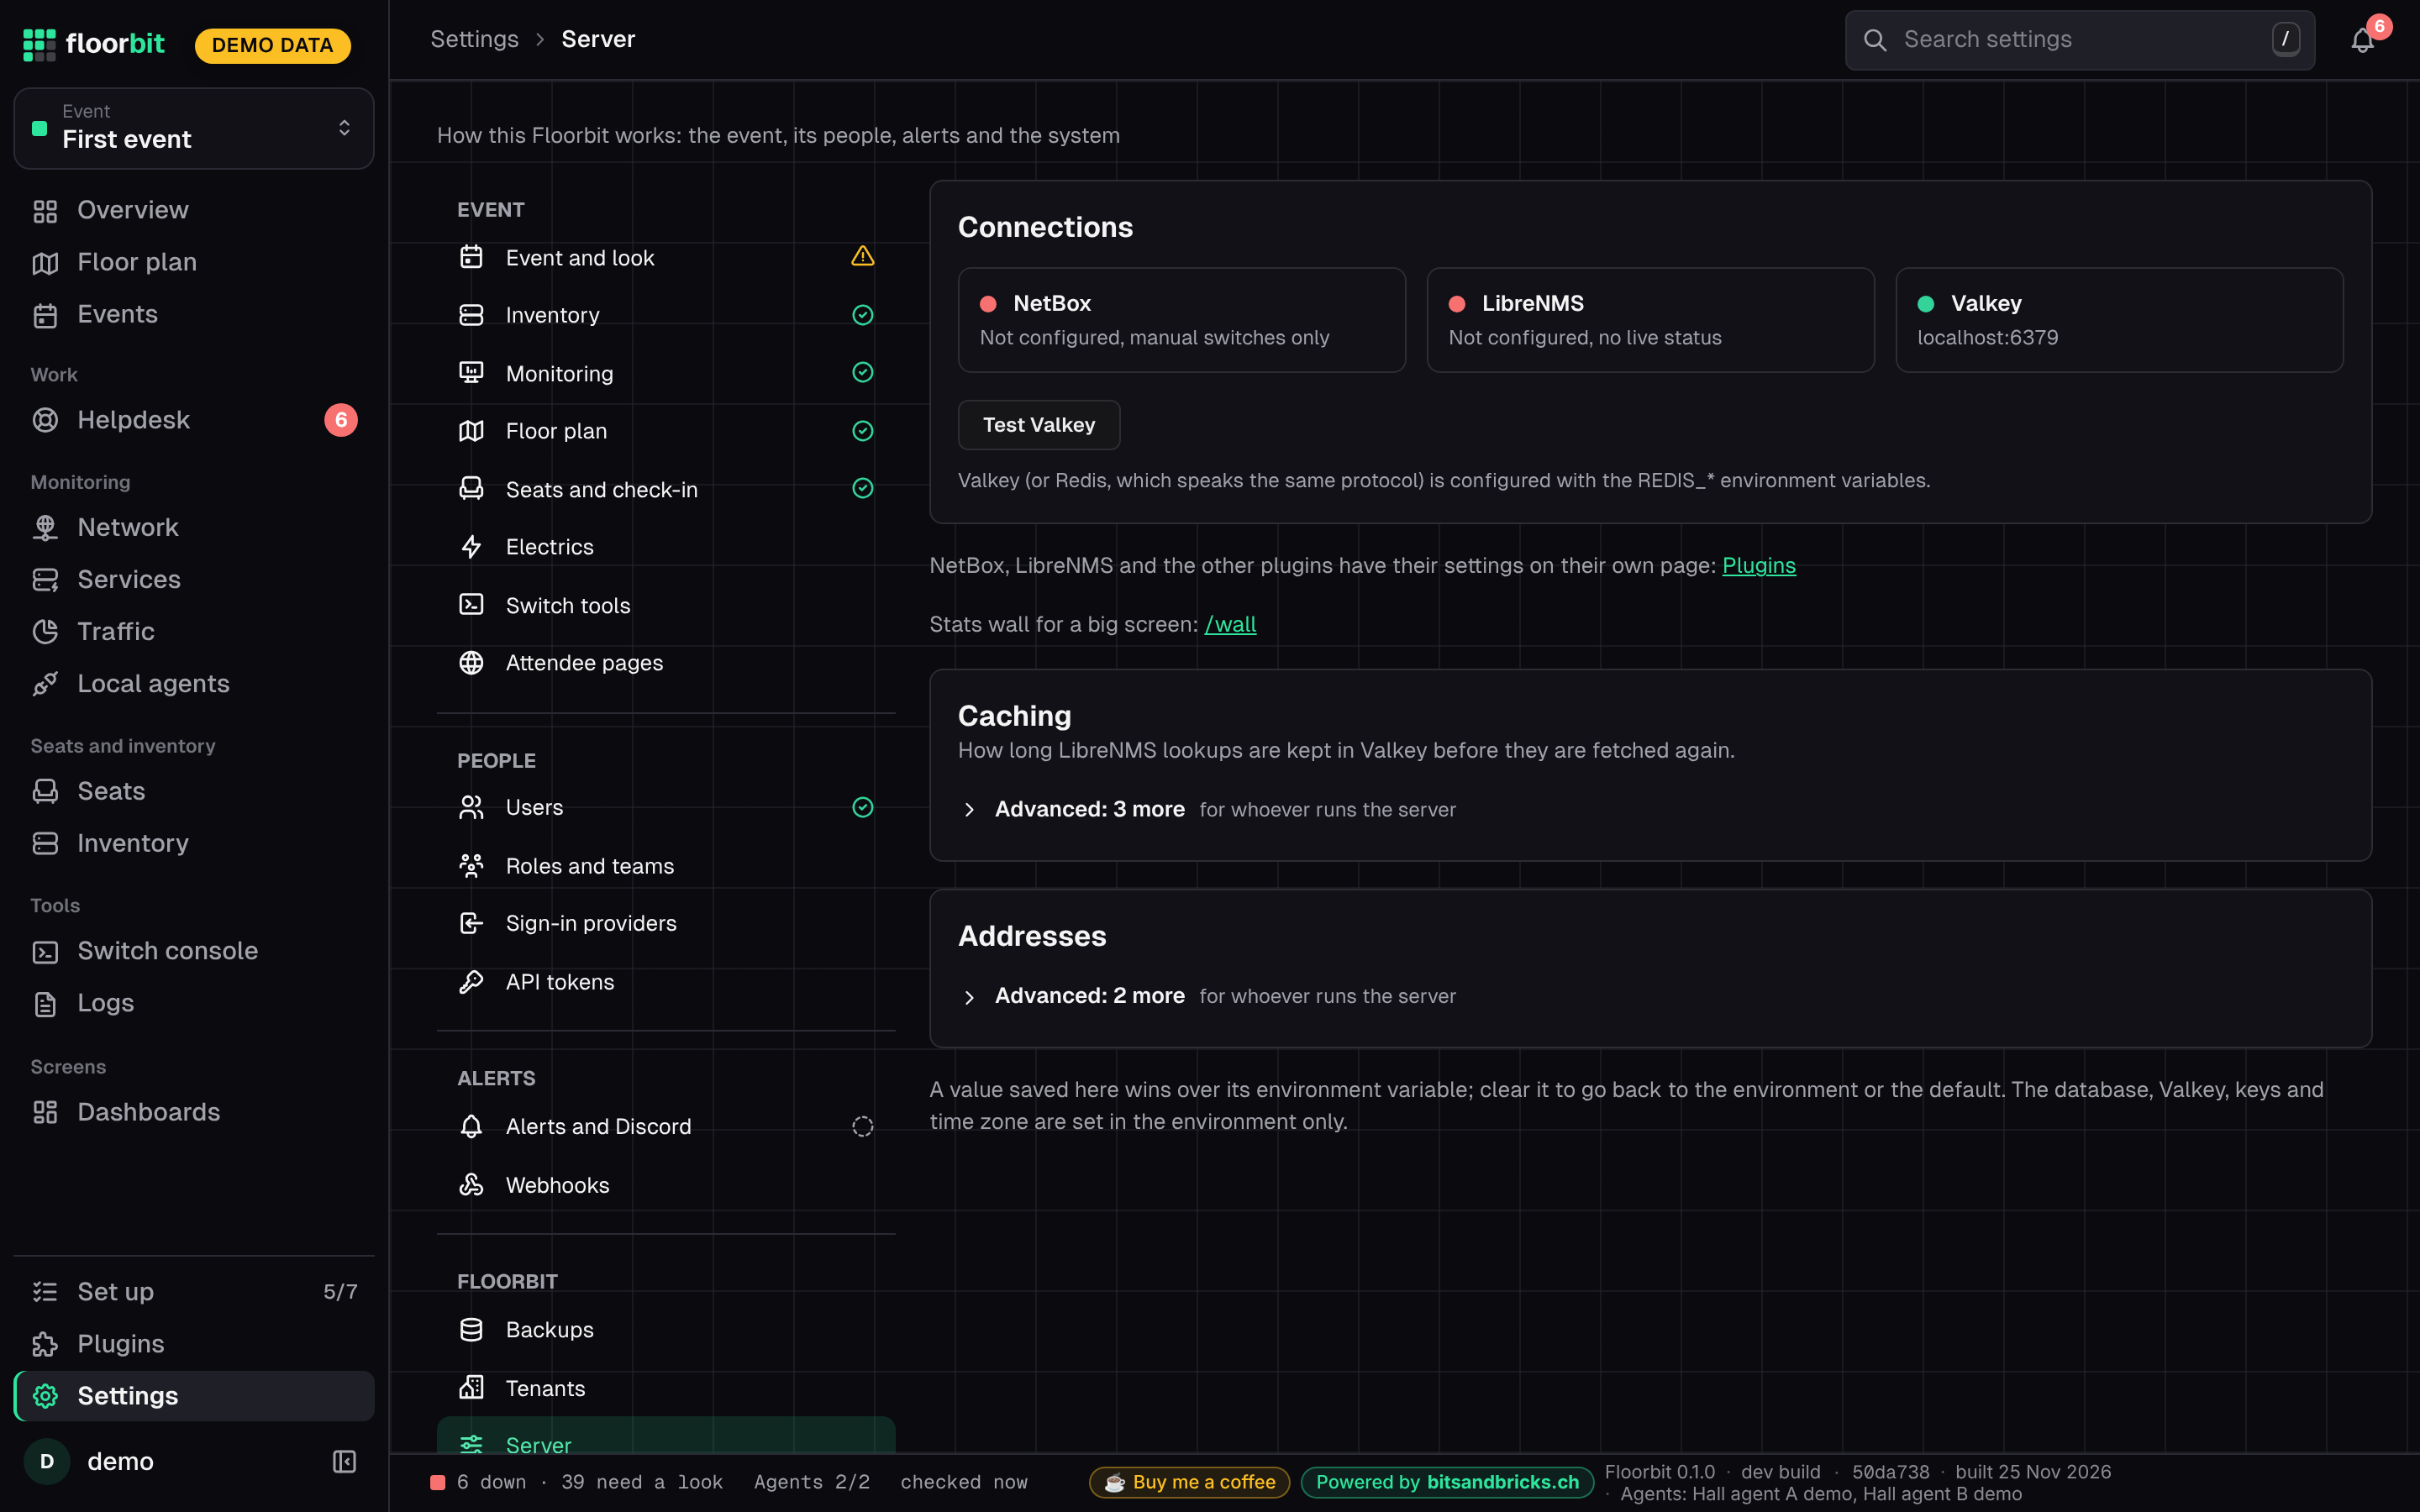 floorbit
DEMO DATA
Event
First event
Overview
Floor plan
Events
Work
Helpdesk 6
Monitoring
Network
Services
Traffic
Local agents
Seats and inventory
Seats
Inventory
Tools
Switch console
Logs
Screens
Dashboards
Set up 5/7
Plugins
Settings
D demo
Settings > Server
Search settings /
6
How this Floorbit works: the event, its people, alerts and the system
EVENT
Event and look
Inventory
Monitoring
Floor plan
Seats and check-in
Electrics
Switch tools
Attendee pages
PEOPLE
Users
Roles and teams
Sign-in providers
API tokens
ALERTS
Alerts and Discord
Webhooks
FLOORBIT
Backups
Tenants
Server
Connections
NetBox
Not configured, manual switches only
LibreNMS
Not configured, no live status
Valkey
localhost:6379
Test Valkey
Valkey (or Redis, which speaks the same protocol) is configured with the REDIS_* environment variables.
NetBox, LibreNMS and the other plugins have their settings on their own page: Plugins
Stats wall for a big screen: /wall
Caching
How long LibreNMS lookups are kept in Valkey before they are fetched again.
Advanced: 3 more for whoever runs the server
Addresses
Advanced: 2 more for whoever runs the server
A value saved here wins over its environment variable; clear it to go back to the environment or the default. The database, Valkey, keys and
time zone are set in the environment only.
6 down · 39 need a look Agents 2/2 checked now
☕ Buy me a coffee
Powered by bitsandbricks.ch
Floorbit 0.1.0 · dev build · 50da738 · built 25 Nov 2026
· Agents: Hall agent A demo, Hall agent B demo